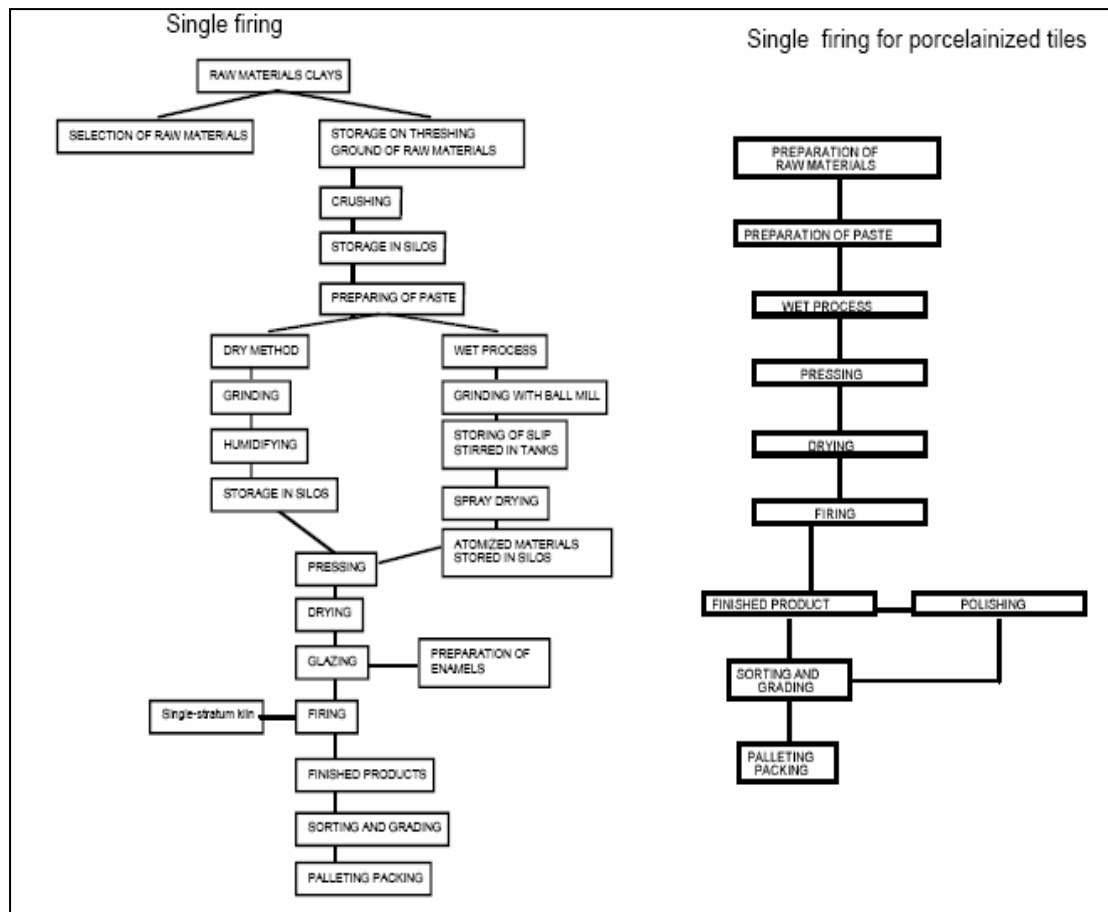 Single firing
RAW MATERIALS CLAYS
SELECTION OF RAW MATERIALS
STORAGE ON THRESHING
GROUND OF RAW MATERIALS
CRUSHING
STORAGE IN SILOS
PREPARING OF PASTE
DRY METHOD
WET PROCESS
GRINDING
GRINDING WITH BALL MILL
HUMIDIFYING
STORING OF SLIP
STIRRED IN TANKS
STORAGE IN SILOS
SPRAY DRYING
ATOMIZED MATERIALS
STORED IN SILOS
PRESSING
DRYING
GLAZING
PREPARATION OF
ENAMELS
Single-stratum kiln
FIRING
FINISHED PRODUCTS
SORTING AND GRADING
PALLETING PACKING
Single firing for porcelainized tiles
PREPARATION OF
RAW MATERIALS
PREPARATION OF PASTE
WET PROCESS
PRESSING
DRYING
FIRING
FINISHED PRODUCT
POLISHING
SORTING AND
GRADING
PALLETING
PACKING